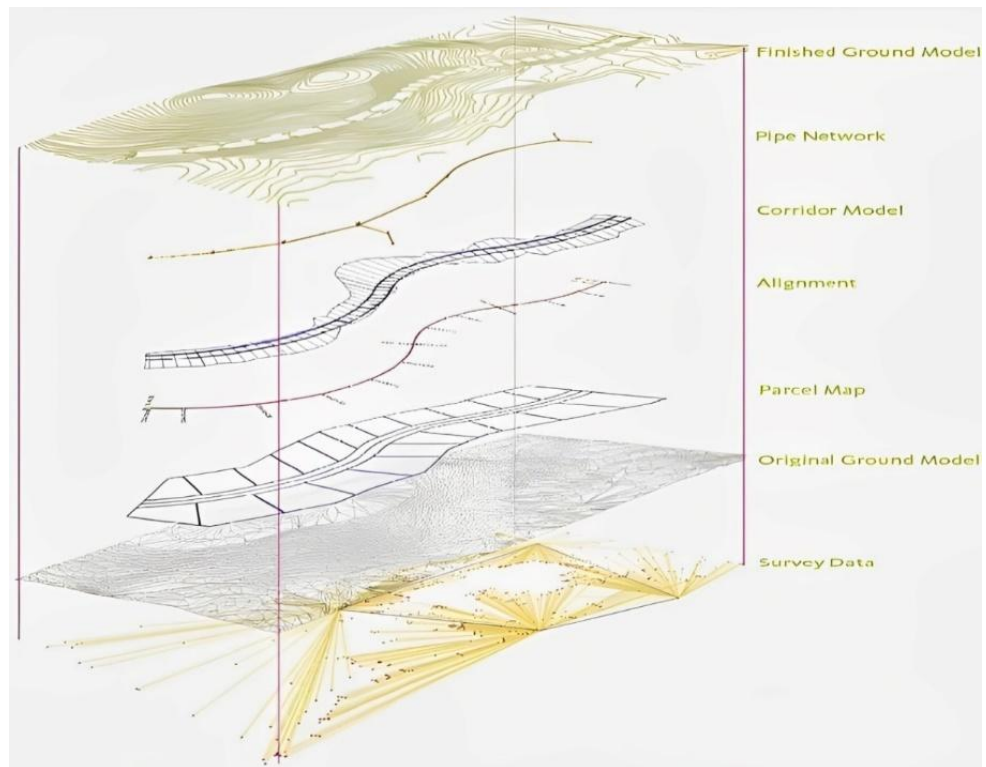 Finished Ground Model
Pipe Network
Corridor Model
Alignment
Parcel Map
Original Ground Model
Survey Data